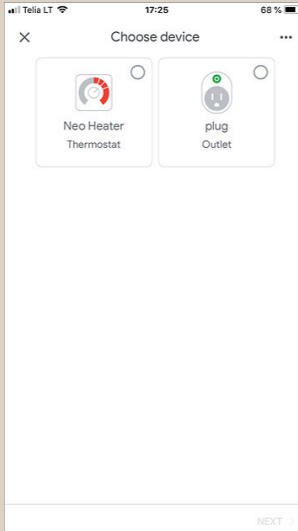 Telia LT 17:25 68 %
Choose device
Neo Heater
Thermostat
plug
Outlet
NEXT